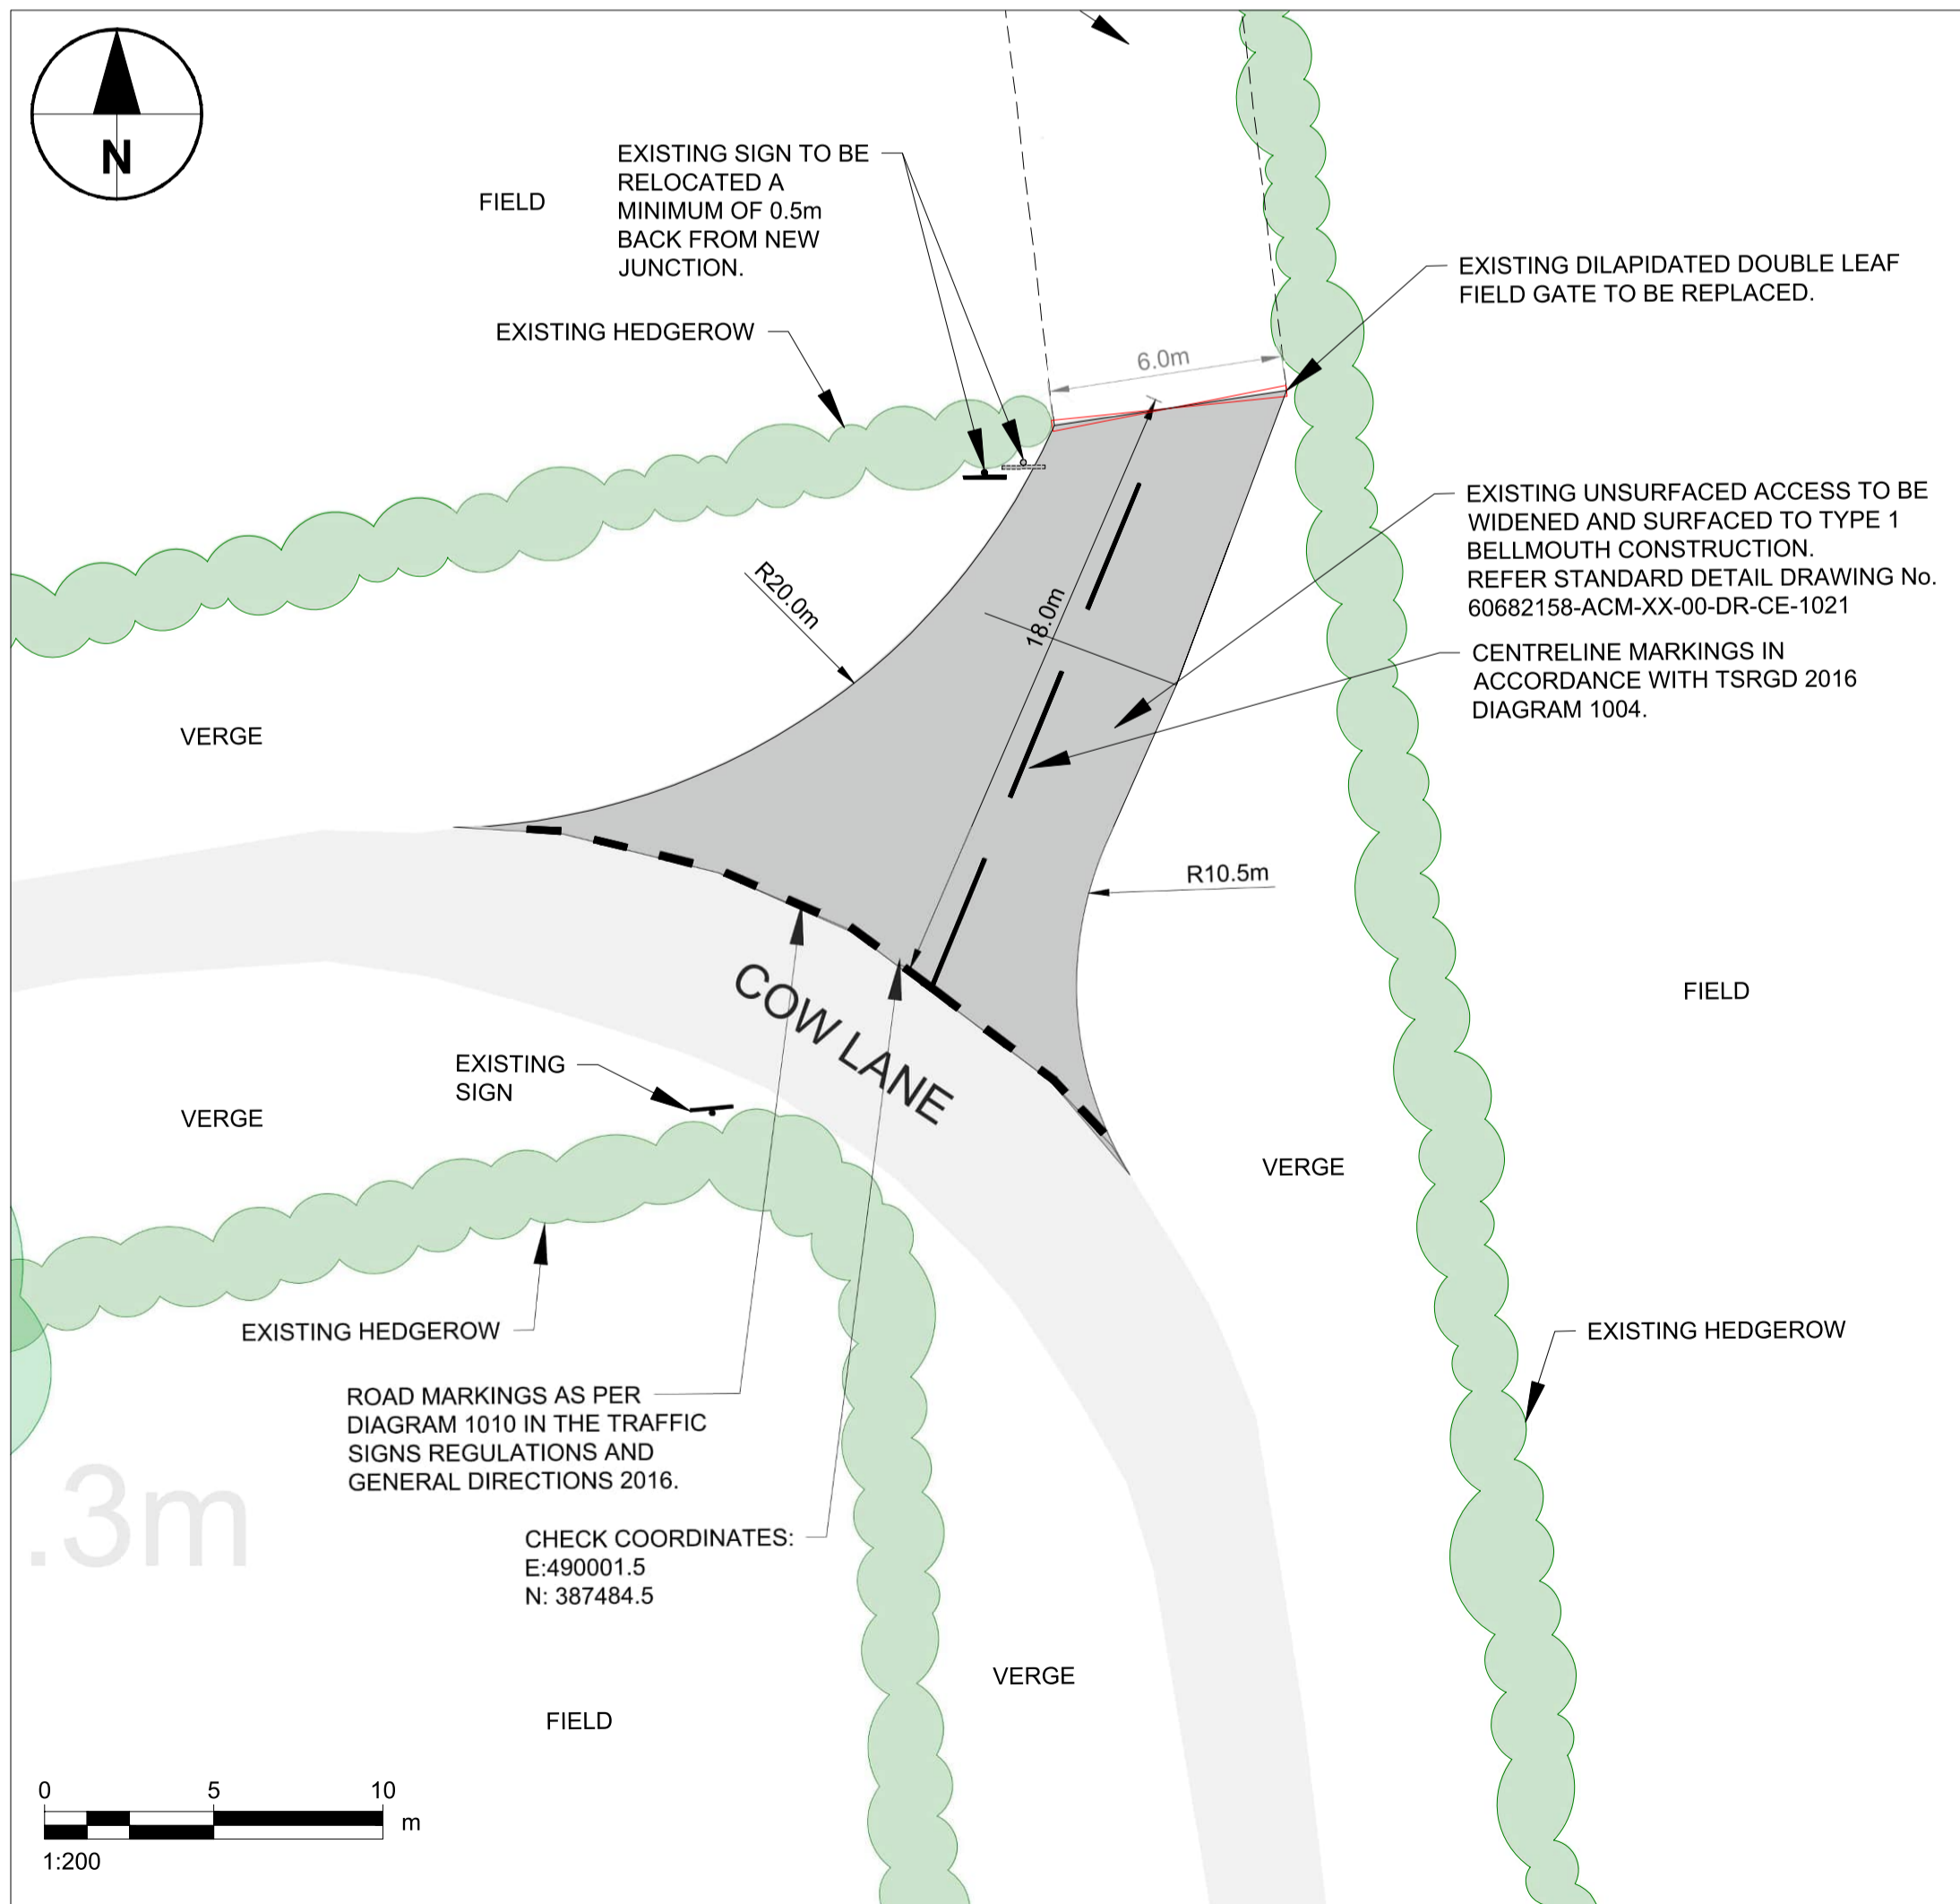 N
FIELD
EXISTING SIGN TO BE
RELOCATED A
MINIMUM OF 0.5m
BACK FROM NEW
JUNCTION.
EXISTING HEDGEROW
6.0m
EXISTING DILAPIDATED DOUBLE LEAF
FIELD GATE TO BE REPLACED.
EXISTING UNSURFACED ACCESS TO BE
WIDENED AND SURFACED TO TYPE 1
BELLMOUTH CONSTRUCTION.
REFER STANDARD DETAIL DRAWING No.
60682158-ACM-XX-00-DR-CE-1021
R20.0m
18.0m
CENTRELINE MARKINGS IN
ACCORDANCE WITH TSRGD 2016
DIAGRAM 1004.
VERGE
R10.5m
COW LANE
FIELD
EXISTING
SIGN
VERGE
VERGE
EXISTING HEDGEROW
EXISTING HEDGEROW
ROAD MARKINGS AS PER
DIAGRAM 1010 IN THE TRAFFIC
SIGNS REGULATIONS AND
GENERAL DIRECTIONS 2016.
.3m
CHECK COORDINATES:
E:490001.5
N: 387484.5
VERGE
FIELD
0 5 10
m
1:200